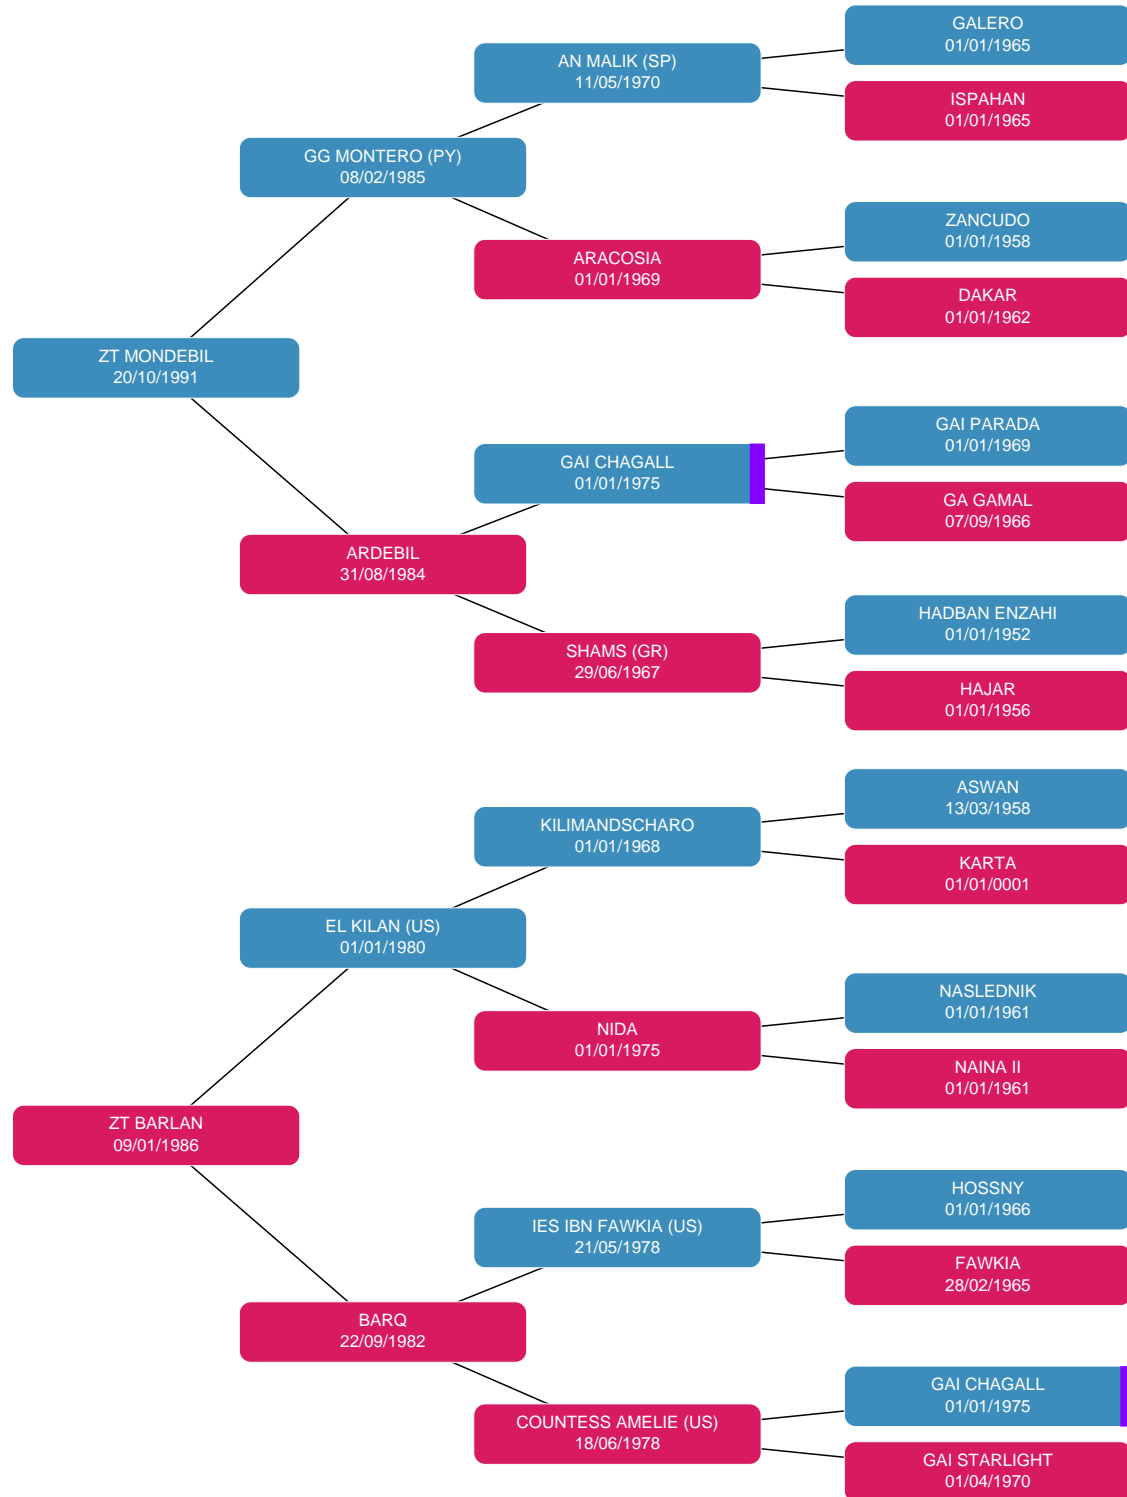 GALERO
01/01/1965
AN MALIK (SP)
11/05/1970
ISPAHAN
01/01/1965
GG MONTERO (PY)
08/02/1985
ZANCUDO
01/01/1958
ARACOSIA
01/01/1969
DAKAR
01/01/1962
ZT MONDEBIL
20/10/1991
GAI PARADA
01/01/1969
GAI CHAGALL
01/01/1975
GA GAMAL
07/09/1966
ARDEBIL
31/08/1984
HADBAN ENZAHI
01/01/1952
SHAMS (GR)
29/06/1967
HAJAR
01/01/1956
ASWAN
13/03/1958
KILIMANDSCHARO
01/01/1968
KARTA
01/01/0001
EL KILAN (US)
01/01/1980
NASLEDNIK
01/01/1961
NIDA
01/01/1975
NAINA II
01/01/1961
ZT BARLAN
09/01/1986
HOSSNY
01/01/1966
IES IBN FAWKIA (US)
21/05/1978
FAWKIA
28/02/1965
BARQ
22/09/1982
GAI CHAGALL
01/01/1975
COUNTESS AMELIE (US)
18/06/1978
GAI STARLIGHT
01/04/1970